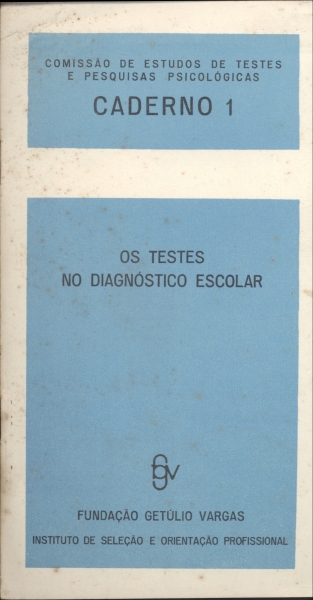 COMISSÃO DE ESTUDOS DE TESTES
E PESQUISAS PSICOLÓGICAS
CADERNO 1
OS TESTES
NO DIAGNÓSTICO ESCOLAR
fgv
FUNDAÇÃO GETÚLIO VARGAS
INSTITUTO DE SELEÇÃO E ORIENTAÇÃO PROFISSIONAL